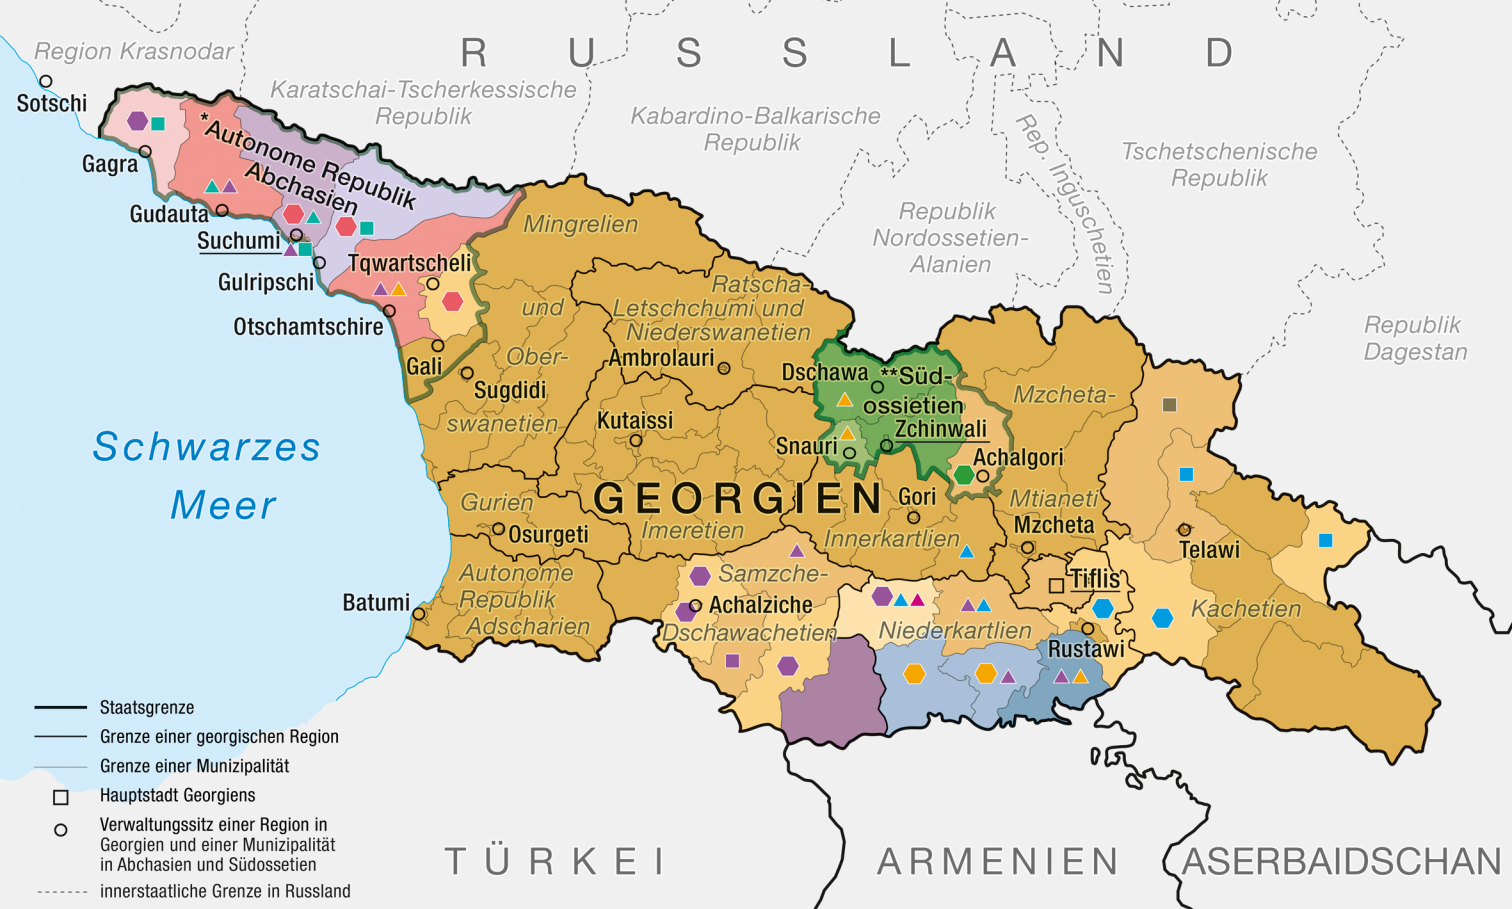 Region Krasnodar
R U S S L A N D
Sotschi
Karatschai-Tscherkessische
Republik
Kabardino-Balkarische
Republik
Rep. Inguschetien
Tschetschenische
Republik
Gagra
*Autonome Republik
Abchasien
Gudauta
Suchumi
Gulripschi
Tqwartscheli
Otschamtschire
Gali
Mingrelien
und
Ober-
swanetien
Sugdidi
Republik
Nordossetien-
Alanien
Republik
Dagestan
Ratscha-
Letschchumi und
Niederswanetien
Ambrolauri
Dschawa
**Süd-
ossietien
Zchinwali
Snauri
Achalgori
Mzcheta-
Mtianeti
Mzcheta
Kutaissi
Schwarzes
Meer
GEORGIEN
Gori
Gurien
Osurgeti
Imeretien
Innerkartlien
Telawi
Autonome
Republik
Adscharien
Batumi
Samzche-
Achalziche
Dschawachetien
Tiflis
Niederkartlien
Rustawi
Kachetien
Staatsgrenze
Grenze einer georgischen Region
Grenze einer Munizipalität
Hauptstadt Georgiens
Verwaltungssitz einer Region in
Georgien und einer Munizipalität
in Abchasien und Südossetien
innerstaatliche Grenze in Russland
TÜRKEI
ARMENIEN
ASERBAIDSCHAN